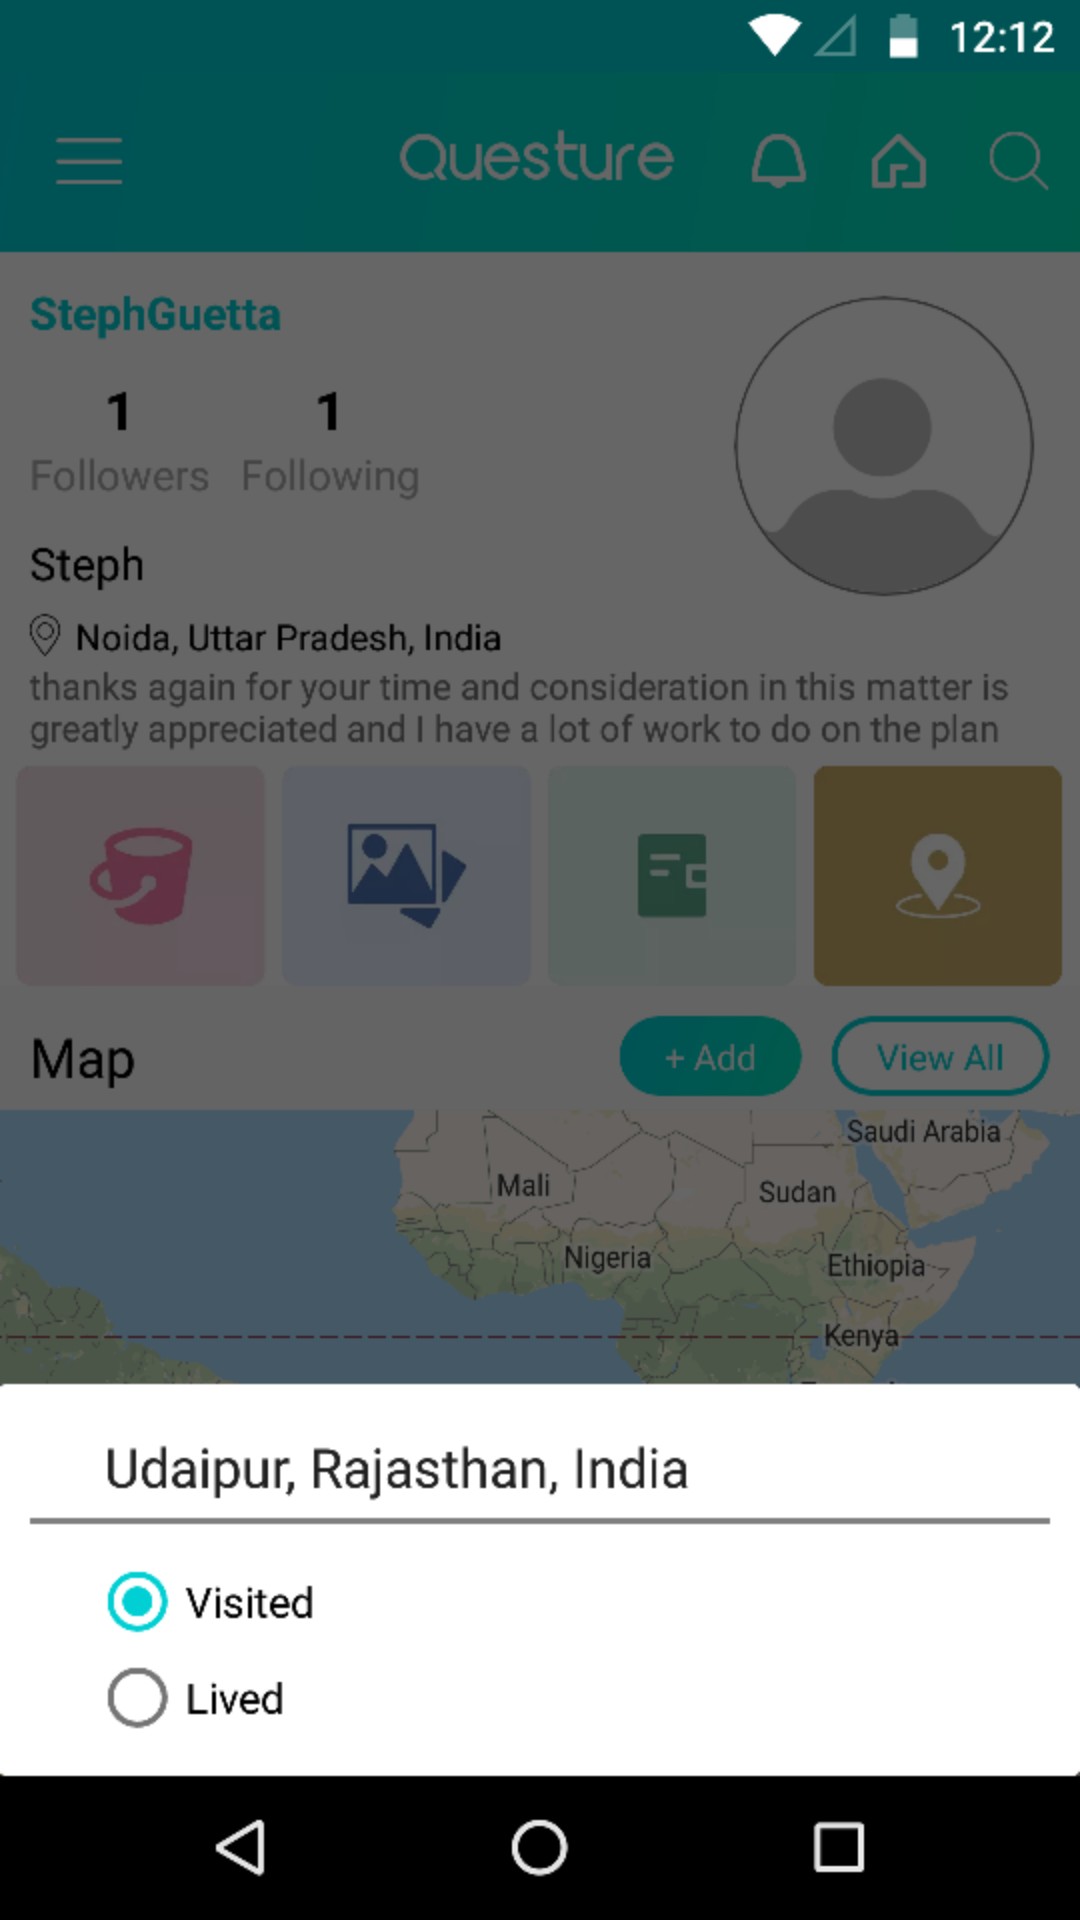 12:12
Questure
StephGuetta
1 1
Followers Following
Steph
Noida, Uttar Pradesh, India
thanks again for your time and consideration in this matter is
greatly appreciated and I have a lot of work to do on the plan
Map + Add View All
Saudi Arabia
Mali
Sudan
Nigeria
Ethiopia
Kenya
Udaipur, Rajasthan, India
Visited
Lived